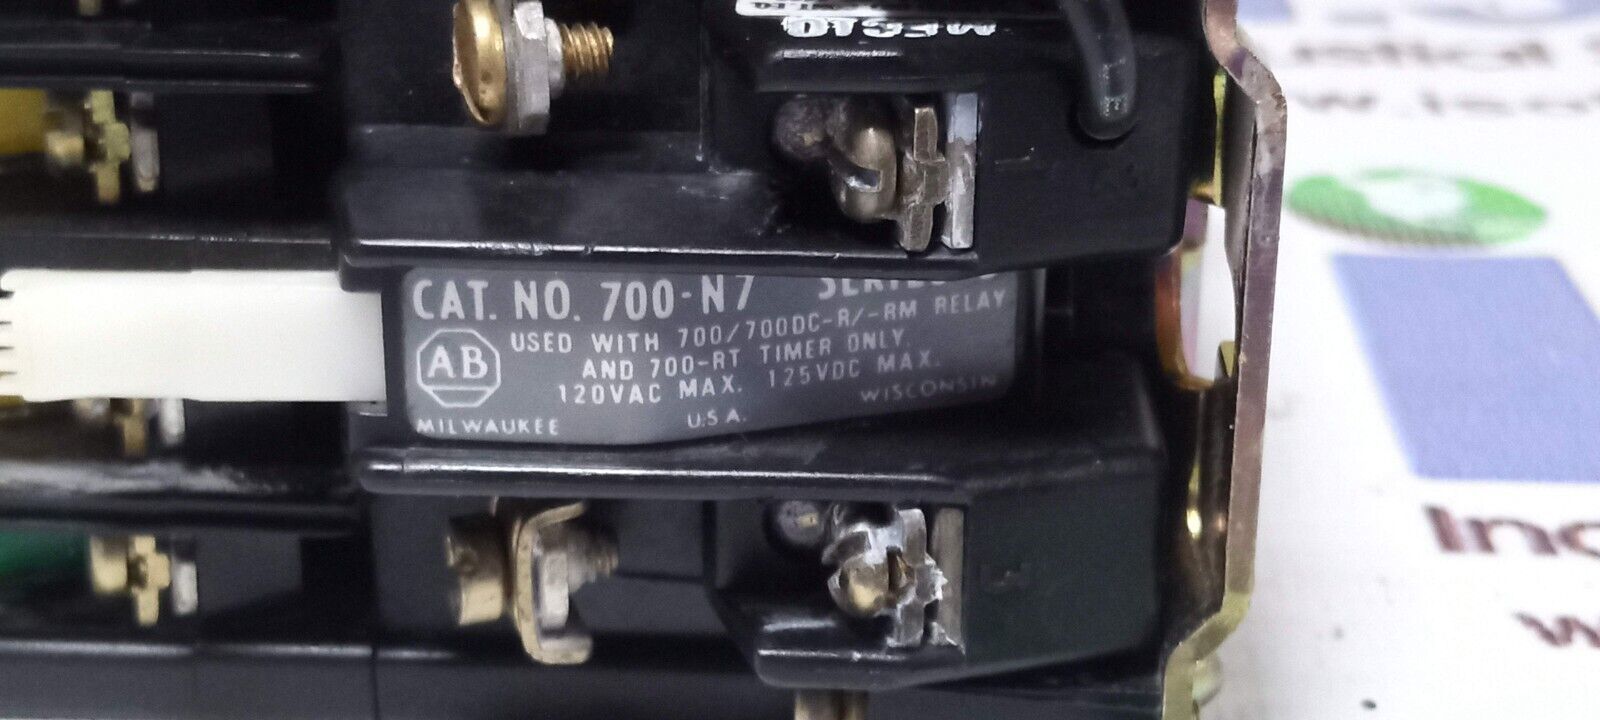 CAT. NO. 700-N7 SERIES
USED WITH 700/700DC-R/-RM RELAY
AND 700-RT TIMER ONLY.
120VAC MAX. 125VDC MAX.
AB
MILWAUKEE U.S.A. WISCONSIN